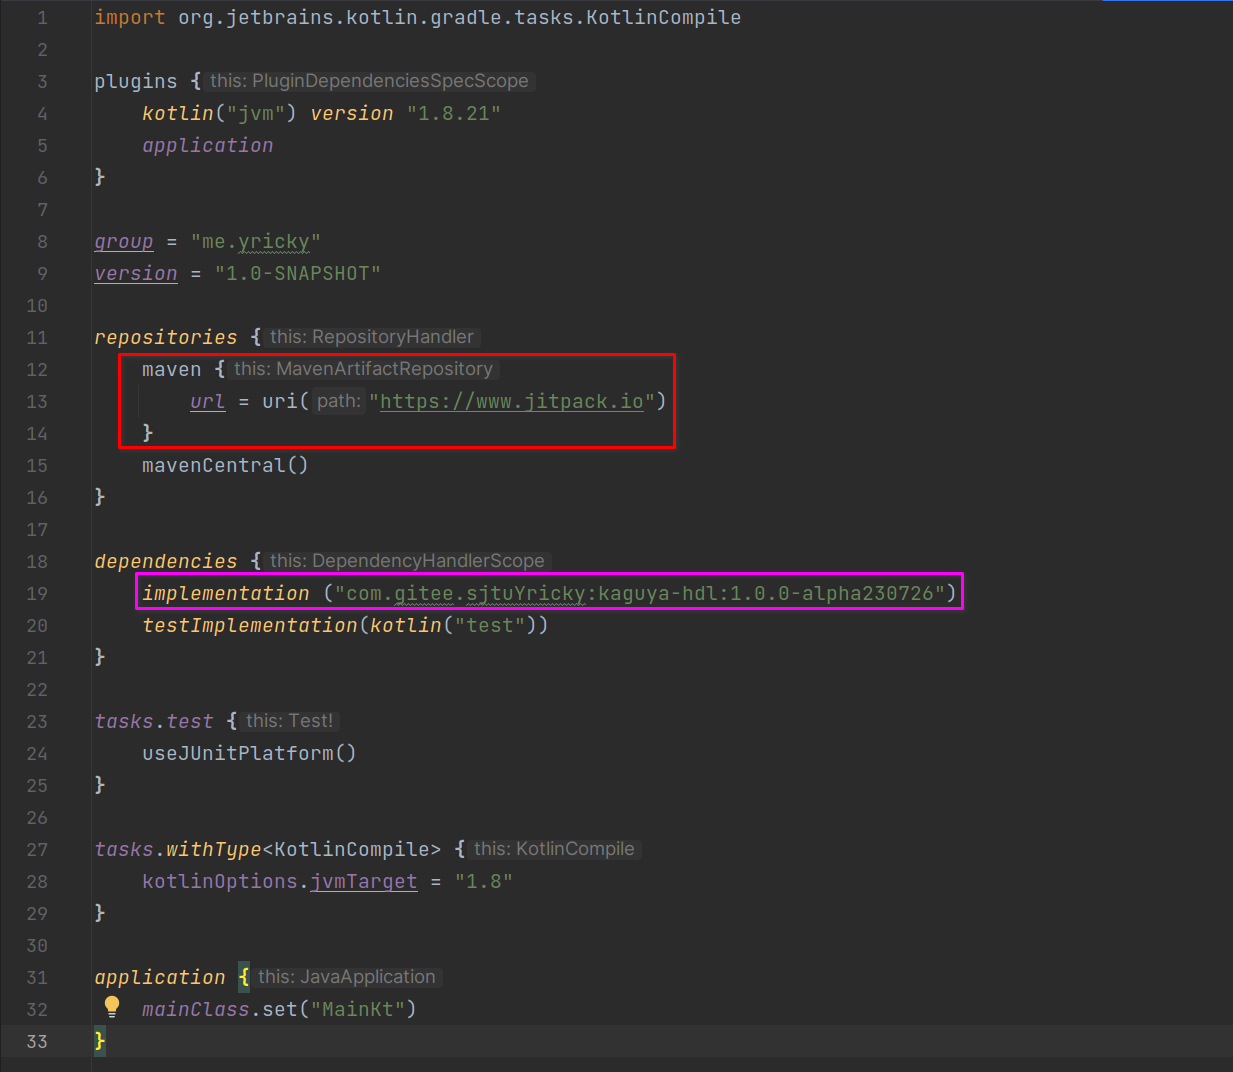 1 import org.jetbrains.kotlin.gradle.tasks.KotlinCompile
2
3 plugins { this: PluginDependenciesSpecScope
4     kotlin("jvm") version "1.8.21"
5     application
6 }
7
8 group = "me.yricky"
9 version = "1.0-SNAPSHOT"
10
11 repositories { this: RepositoryHandler
12     maven { this: MavenArtifactRepository
13         url = uri( path: "https://www.jitpack.io")
14     }
15     mavenCentral()
16 }
17
18 dependencies { this: DependencyHandlerScope
19     implementation ("com.gitee.sjtuYricky:kaguya-hdl:1.0.0-alpha230726")
20     testImplementation(kotlin("test"))
21 }
22
23 tasks.test { this: Test!
24     useJUnitPlatform()
25 }
26
27 tasks.withType<KotlinCompile> { this: KotlinCompile
28     kotlinOptions.jvmTarget = "1.8"
29 }
30
31 application { this: JavaApplication
32     mainClass.set("MainKt")
33 }